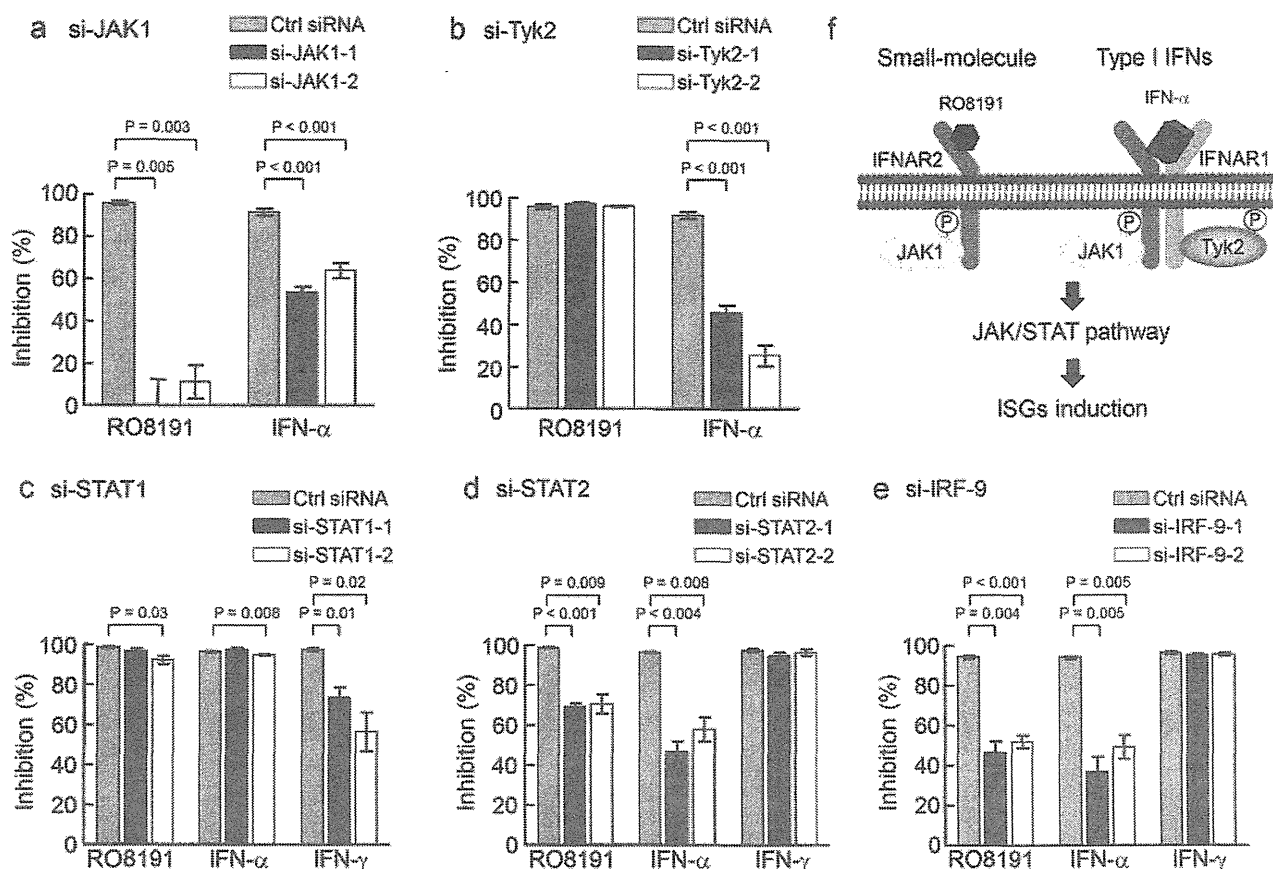 a si-JAK1
Ctrl siRNA
si-JAK1-1
si-JAK1-2
P = 0.003
P = 0.005
P < 0.001
P < 0.001
Inhibition (%)
100
80
60
40
20
0
RO8191
IFN-α
b si-Tyk2
Ctrl siRNA
si-Tyk2-1
si-Tyk2-2
P < 0.001
P < 0.001
Inhibition (%)
100
80
60
40
20
0
RO8191
IFN-α
f
Small-molecule
Type I IFNs
RO8191
IFN-α
IFNAR2
IFNAR1
P
P
P
JAK1
JAK1
Tyk2
JAK/STAT pathway
ISGs induction
c si-STAT1
Ctrl siRNA
si-STAT1-1
si-STAT1-2
P = 0.03
P = 0.008
P = 0.02
P = 0.01
Inhibition (%)
100
80
60
40
20
0
RO8191
IFN-α
IFN-γ
d si-STAT2
Ctrl siRNA
si-STAT2-1
si-STAT2-2
P = 0.009
P < 0.001
P = 0.008
P < 0.004
Inhibition (%)
100
80
60
40
20
0
RO8191
IFN-α
IFN-γ
e si-IRF-9
Ctrl siRNA
si-IRF-9-1
si-IRF-9-2
P < 0.001
P = 0.004
P = 0.005
P = 0.005
Inhibition (%)
100
80
60
40
20
0
RO8191
IFN-α
IFN-γ